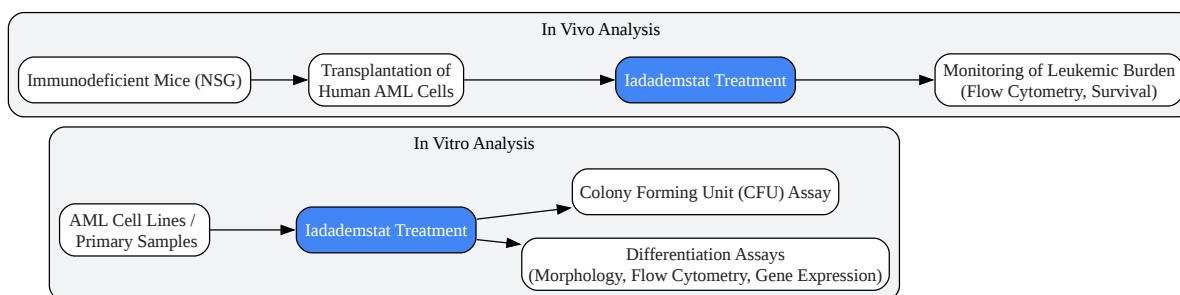 In Vivo Analysis
Immunodeficient Mice (NSG)
Transplantation of
Human AML Cells
Iadademstat Treatment
Monitoring of Leukemic Burden
(Flow Cytometry, Survival)
In Vitro Analysis
AML Cell Lines /
Primary Samples
Iadademstat Treatment
Colony Forming Unit (CFU) Assay
Differentiation Assays
(Morphology, Flow Cytometry, Gene Expression)